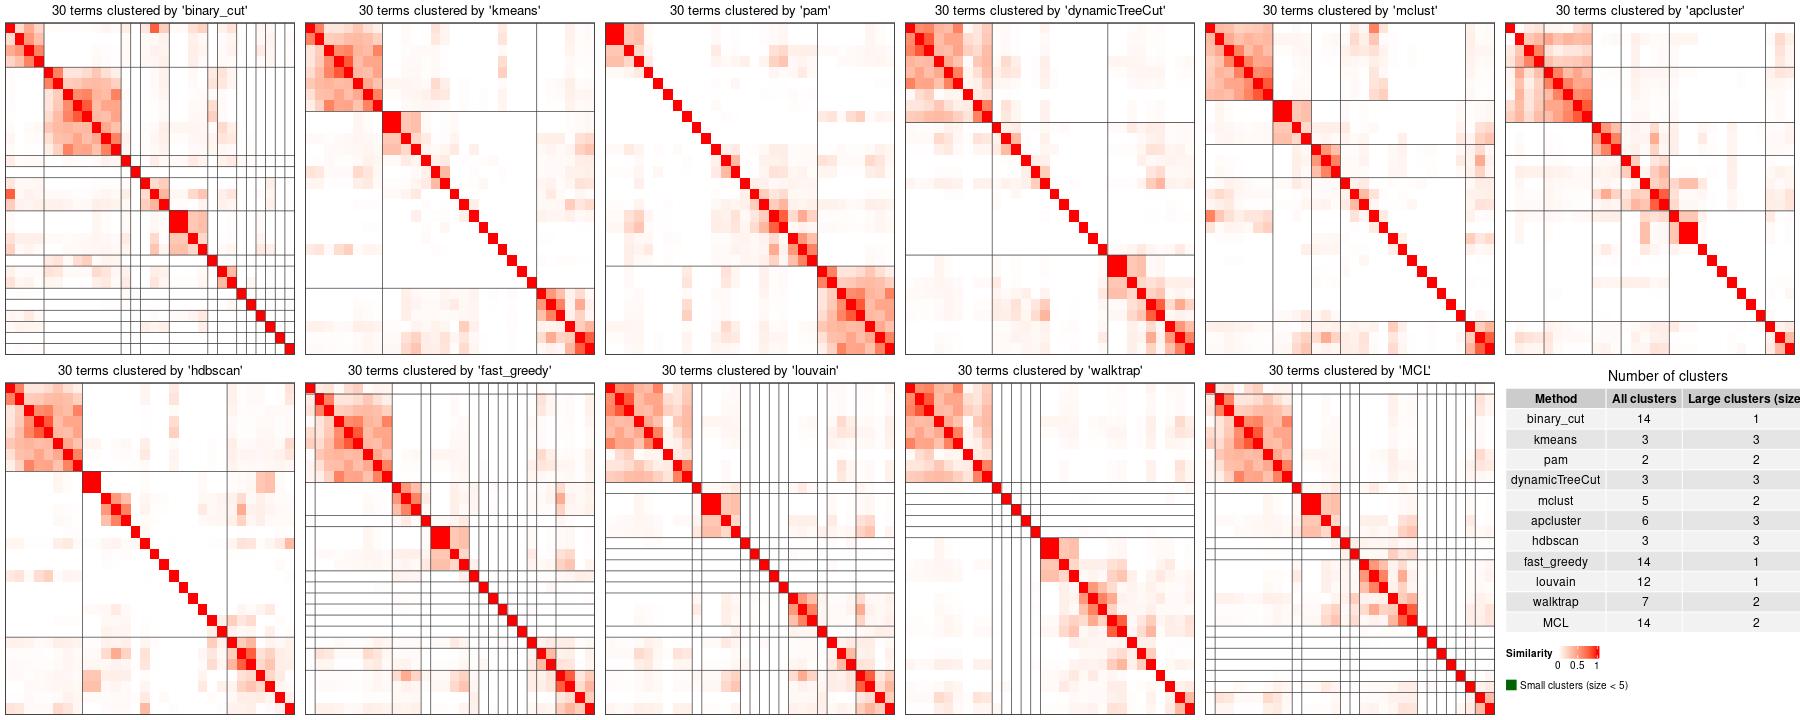 30 terms clustered by 'binary_cut'
30 terms clustered by 'kmeans'
30 terms clustered by 'pam'
30 terms clustered by 'dynamicTreeCut'
30 terms clustered by 'mclust'
30 terms clustered by 'apcluster'
30 terms clustered by 'hdbscan'
30 terms clustered by 'fast_greedy'
30 terms clustered by 'louvain'
30 terms clustered by 'walktrap'
30 terms clustered by 'MCL'
Number of clusters
Method All clusters Large clusters (size
binary_cut 14 1
kmeans 3 3
pam 2 2
dynamicTreeCut 3 3
mclust 5 2
apcluster 6 3
hdbscan 3 3
fast_greedy 14 1
louvain 12 1
walktrap 7 2
MCL 14 2
Similarity
0 0.5 1
Small clusters (size < 5)